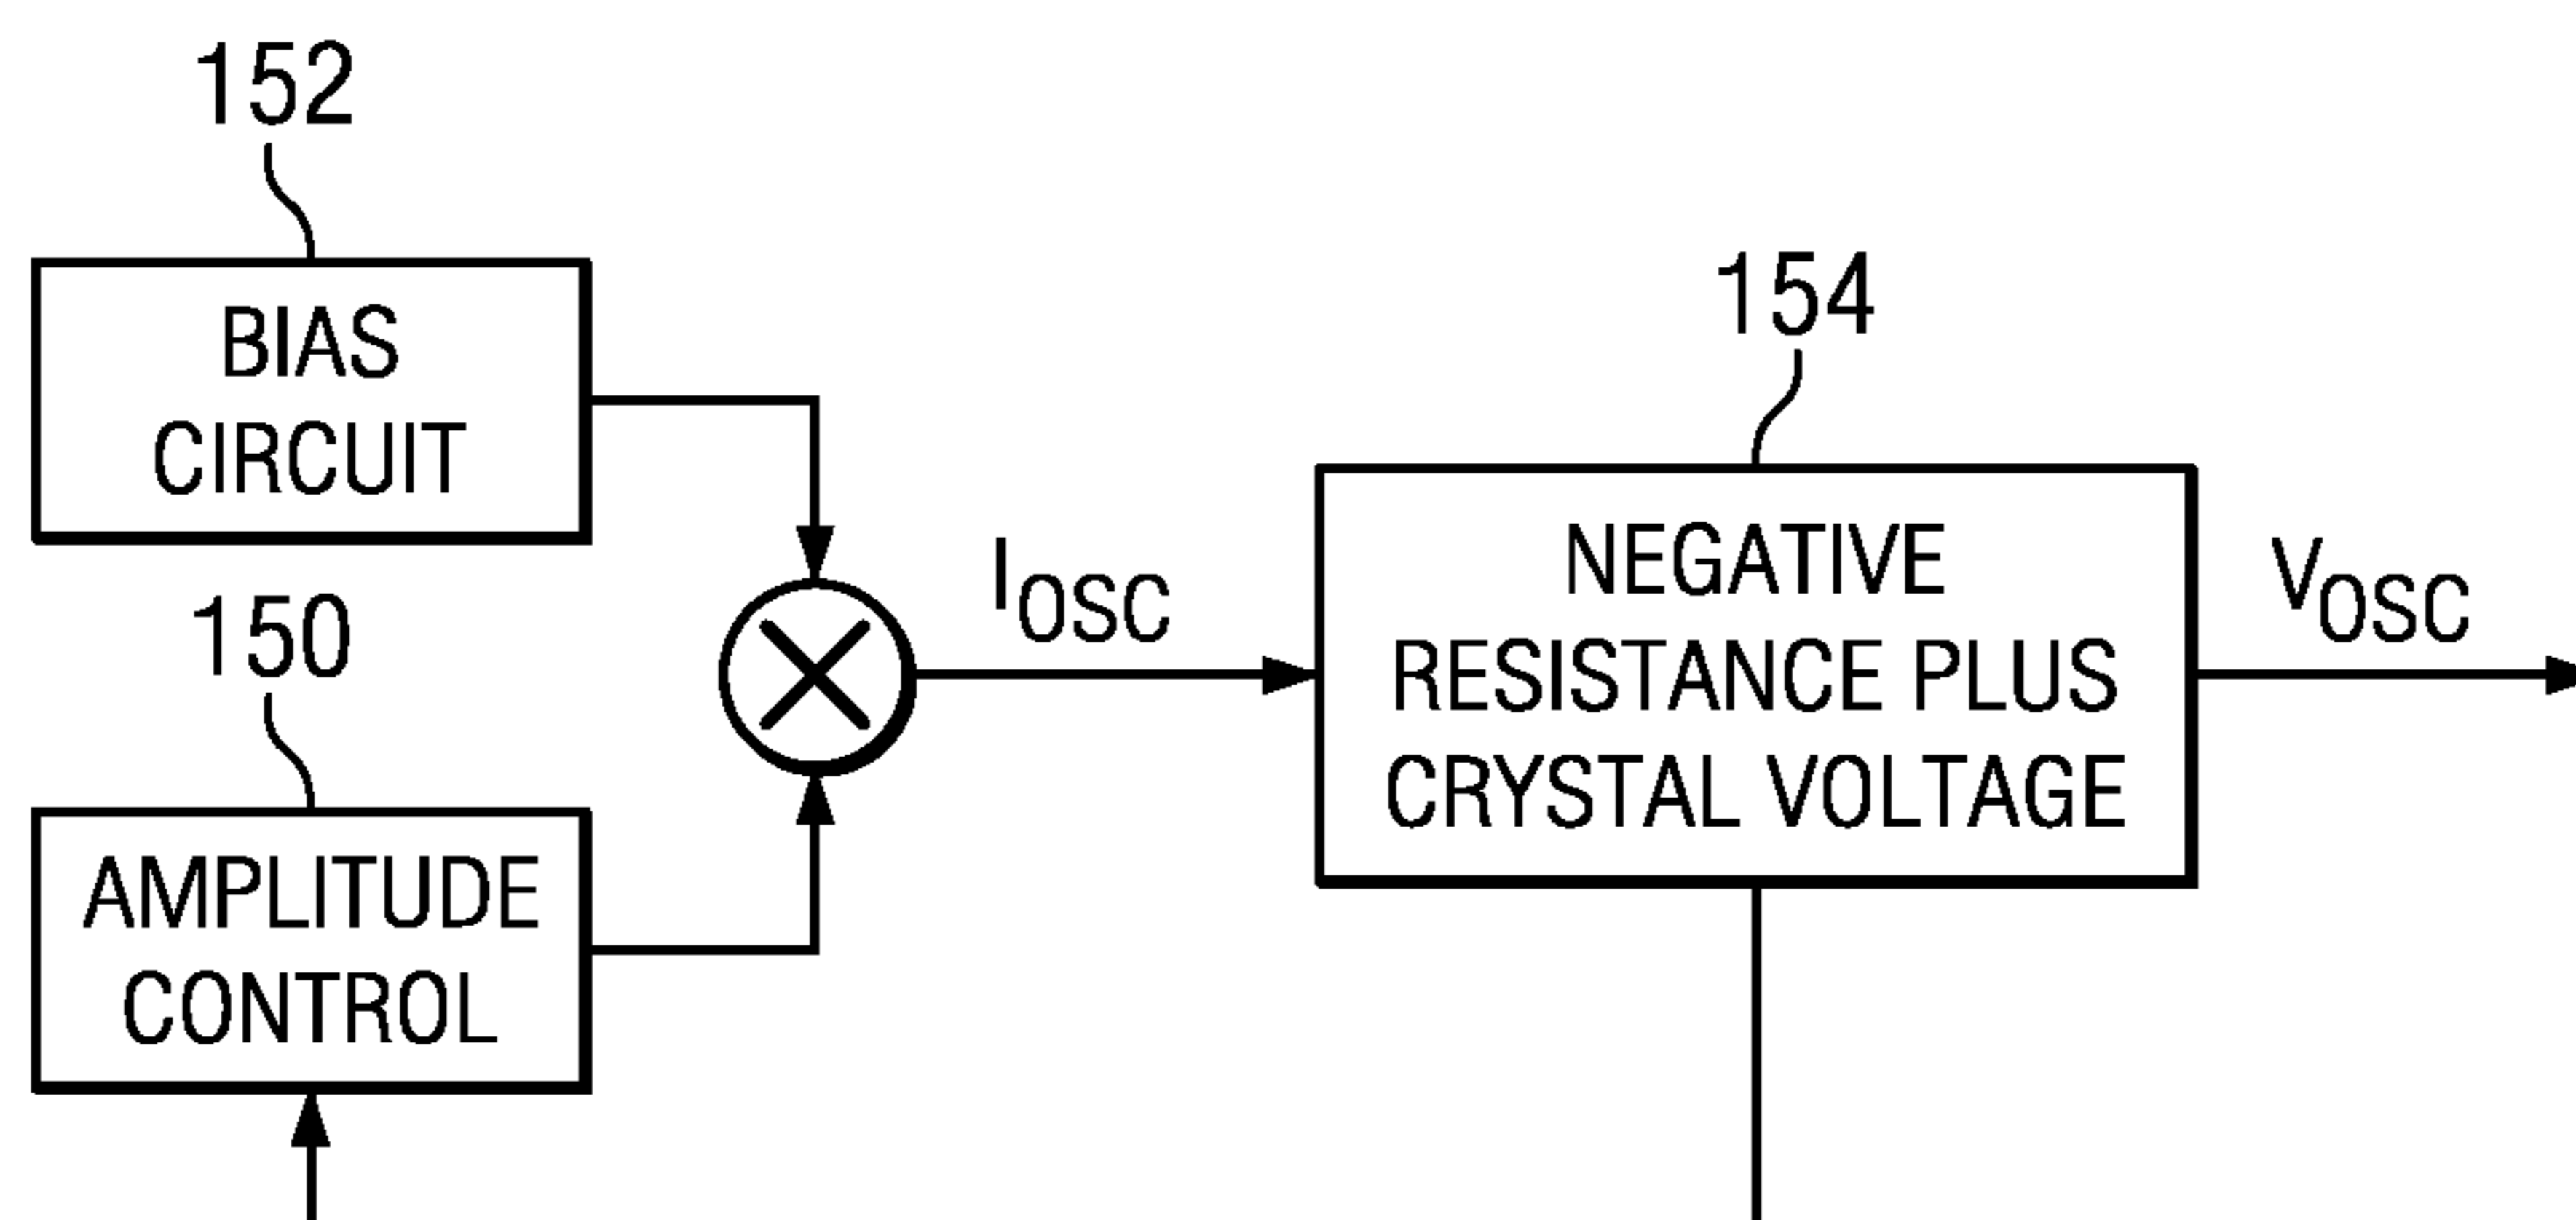 152
BIAS
CIRCUIT
150
AMPLITUDE
CONTROL
I_OSC
154
NEGATIVE
RESISTANCE PLUS
CRYSTAL VOLTAGE
V_OSC